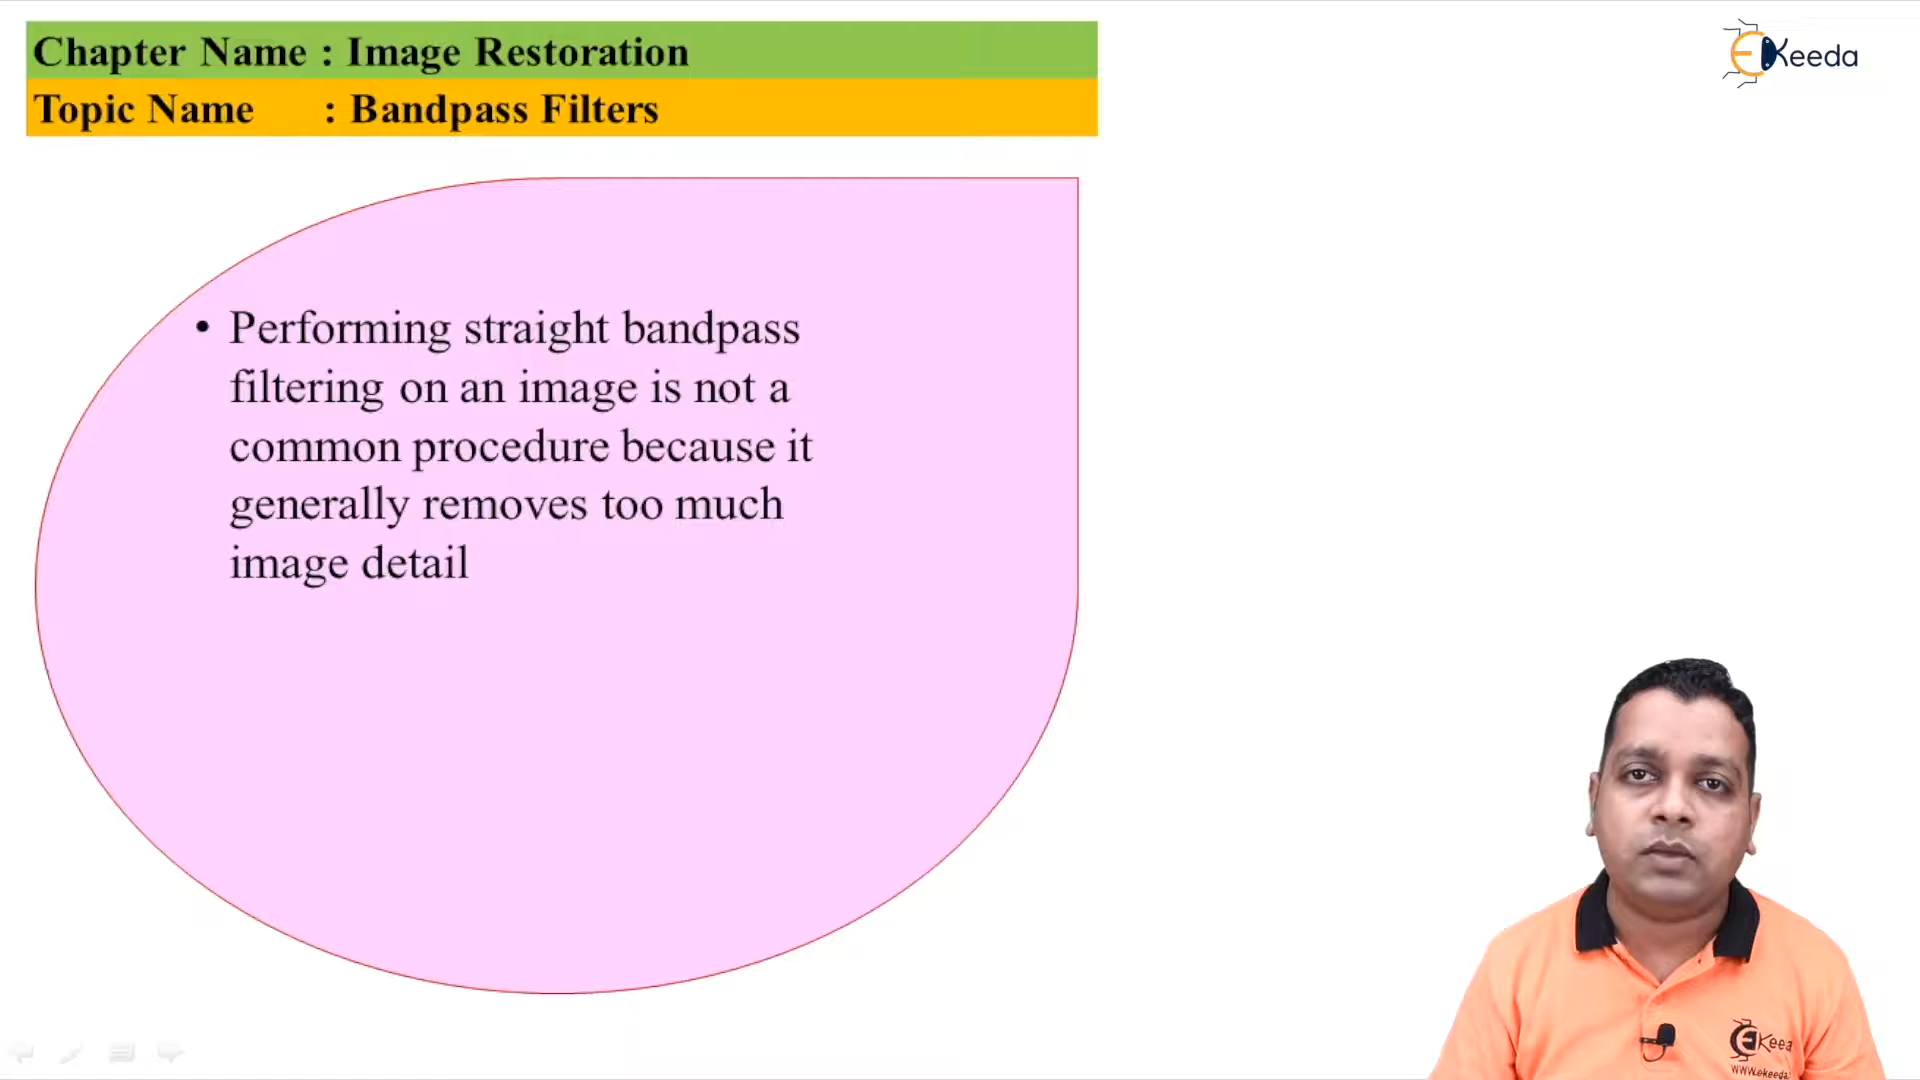 Chapter Name : Image Restoration
Topic Name : Bandpass Filters
Keeda
• Performing straight bandpass
filtering on an image is not a
common procedure because it
generally removes too much
image detail